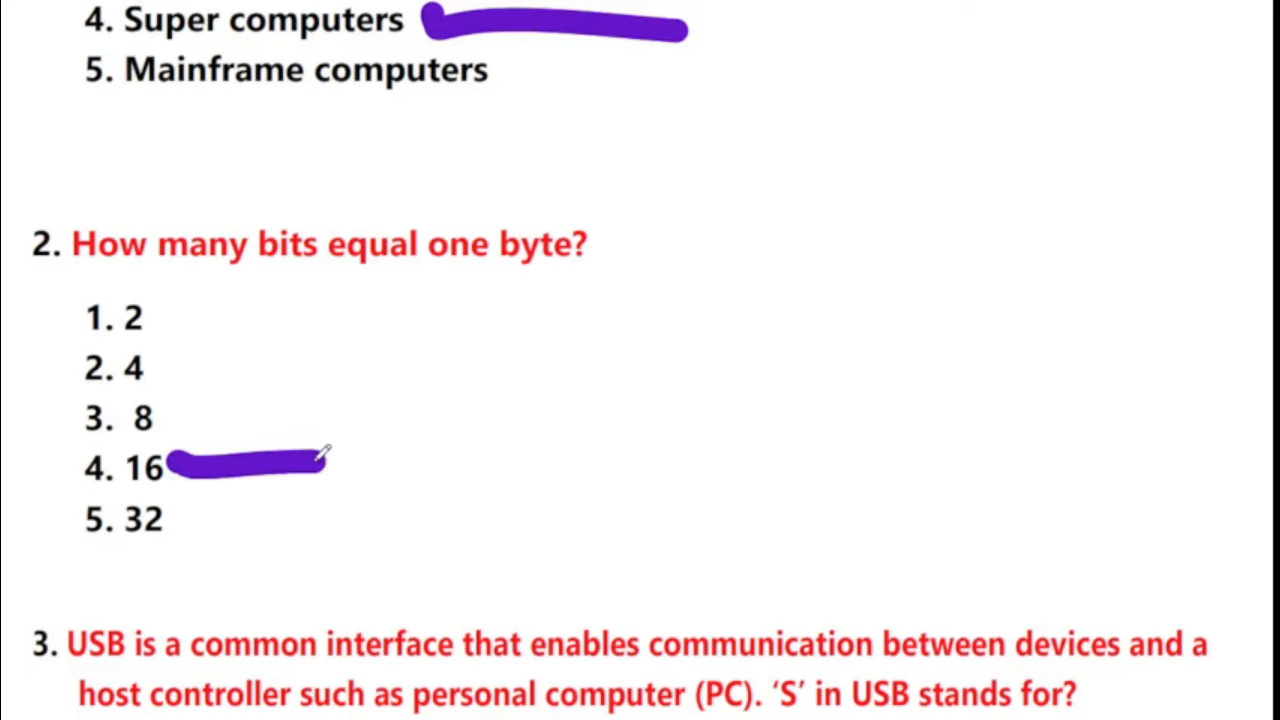 4. Super computers
5. Mainframe computers
2. How many bits equal one byte?
1. 2
2. 4
3. 8
4. 16
5. 32
3. USB is a common interface that enables communication between devices and a
host controller such as personal computer (PC). ‘S’ in USB stands for?